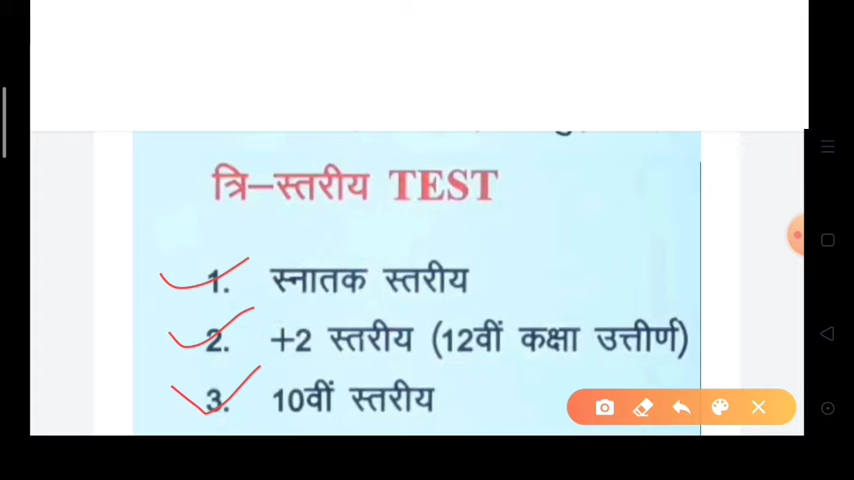 त्रि-स्तरीय TEST
1. स्नातक स्तरीय
2. +2 स्तरीय (12वीं कक्षा उत्तीर्ण)
3. 10वीं स्तरीय